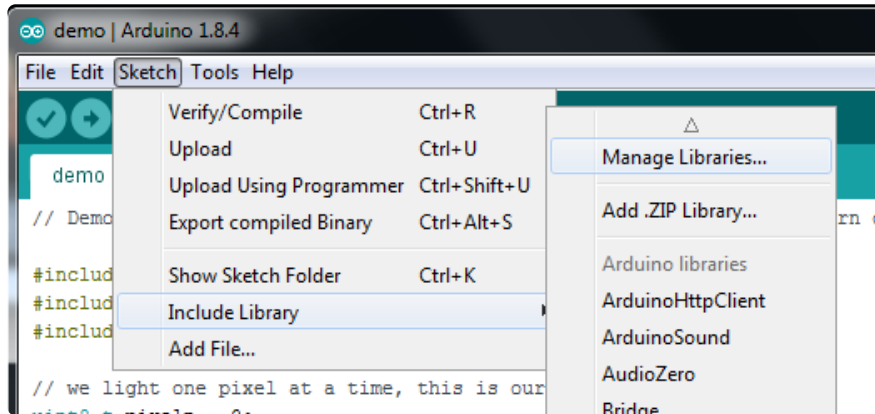 demo | Arduino 1.8.4
File Edit Sketch Tools Help
Verify/Compile Ctrl+R
Upload Ctrl+U
Upload Using Programmer Ctrl+Shift+U
Export compiled Binary Ctrl+Alt+S
Show Sketch Folder Ctrl+K
Include Library
Add File...
Manage Libraries...
Add .ZIP Library...
Arduino libraries
ArduinoHttpClient
ArduinoSound
AudioZero
Bridge
demo
// Demo
#includ
#includ
#includ
// we light one pixel at a time, this is our